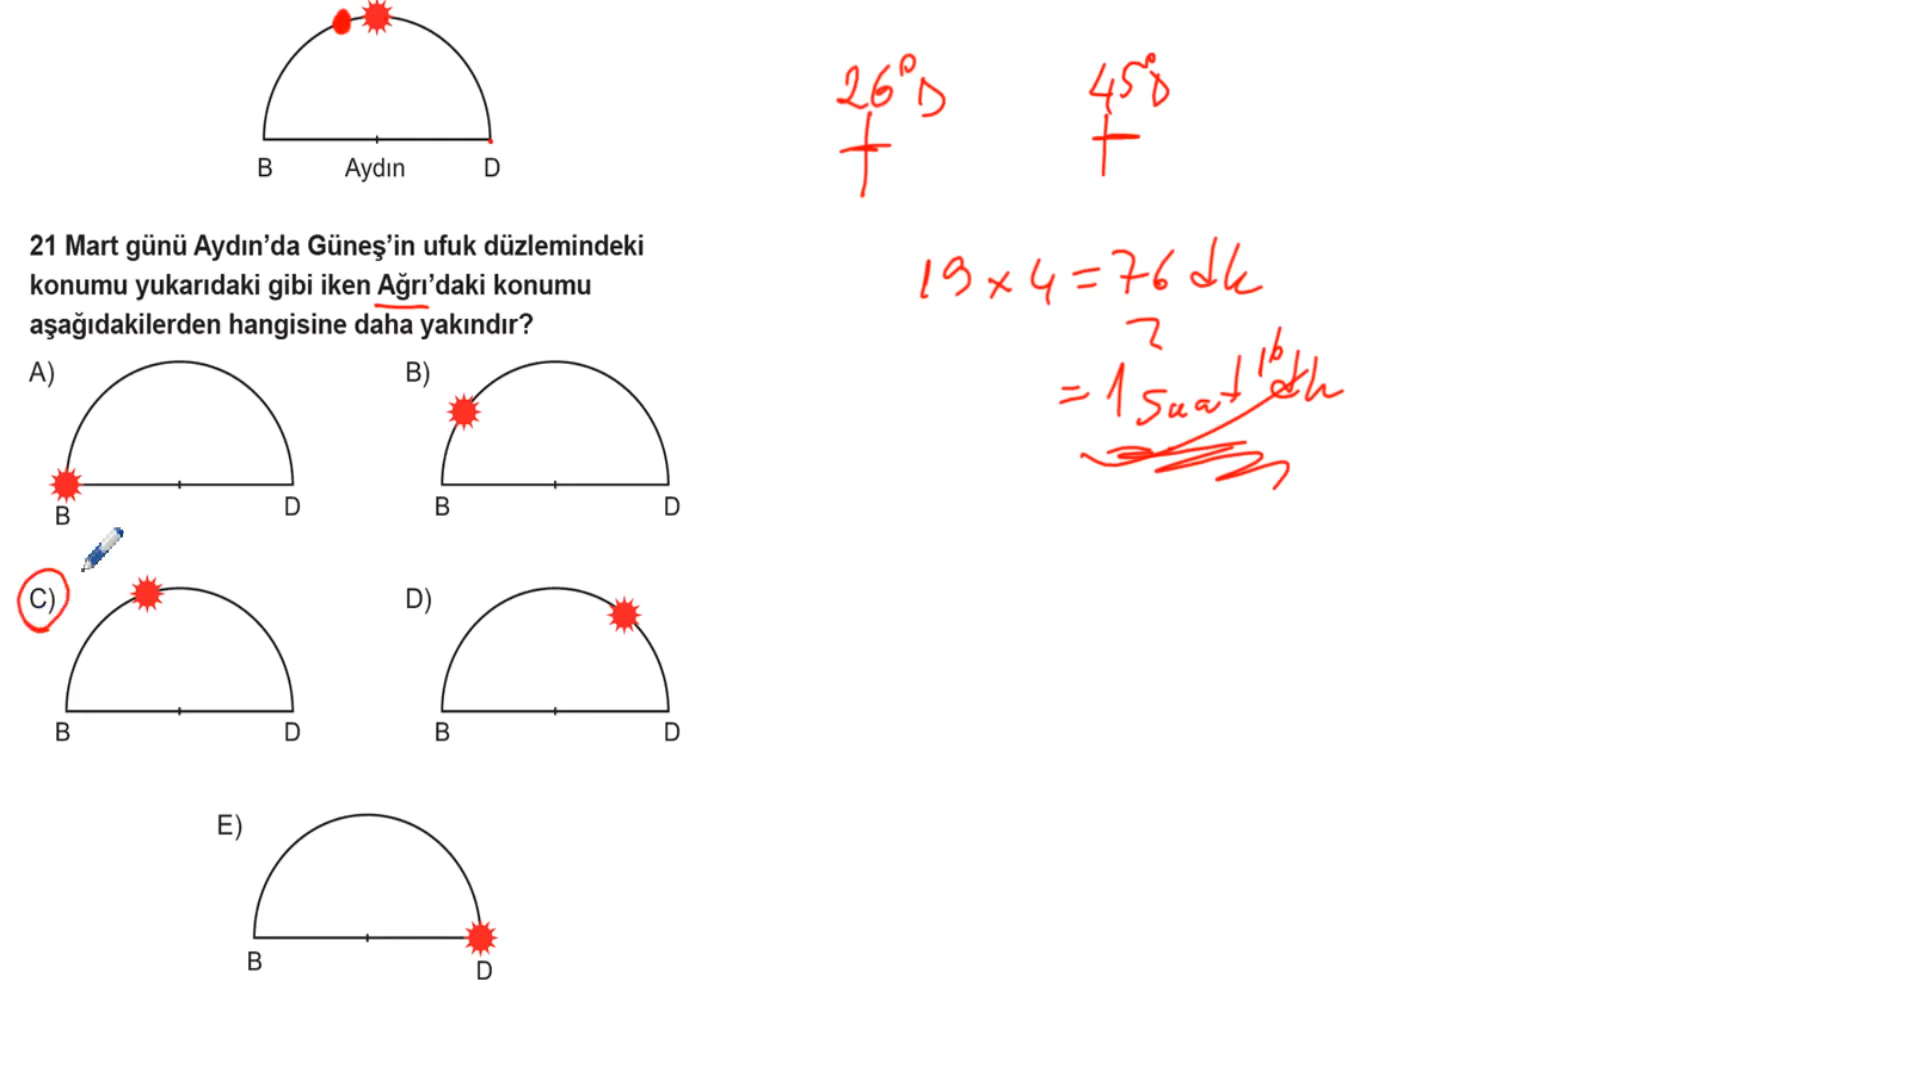 26°D 45°D
B Aydın D
21 Mart günü Aydın’da Güneş’in ufuk düzlemindeki
konumu yukarıdaki gibi iken Ağrı’daki konumu
aşağıdakilerden hangisine daha yakındır?
19 x 4 = 76 dk
= 1 saat 16 dk
A) B)
B D B D
C) D)
B D B D
E)
B D